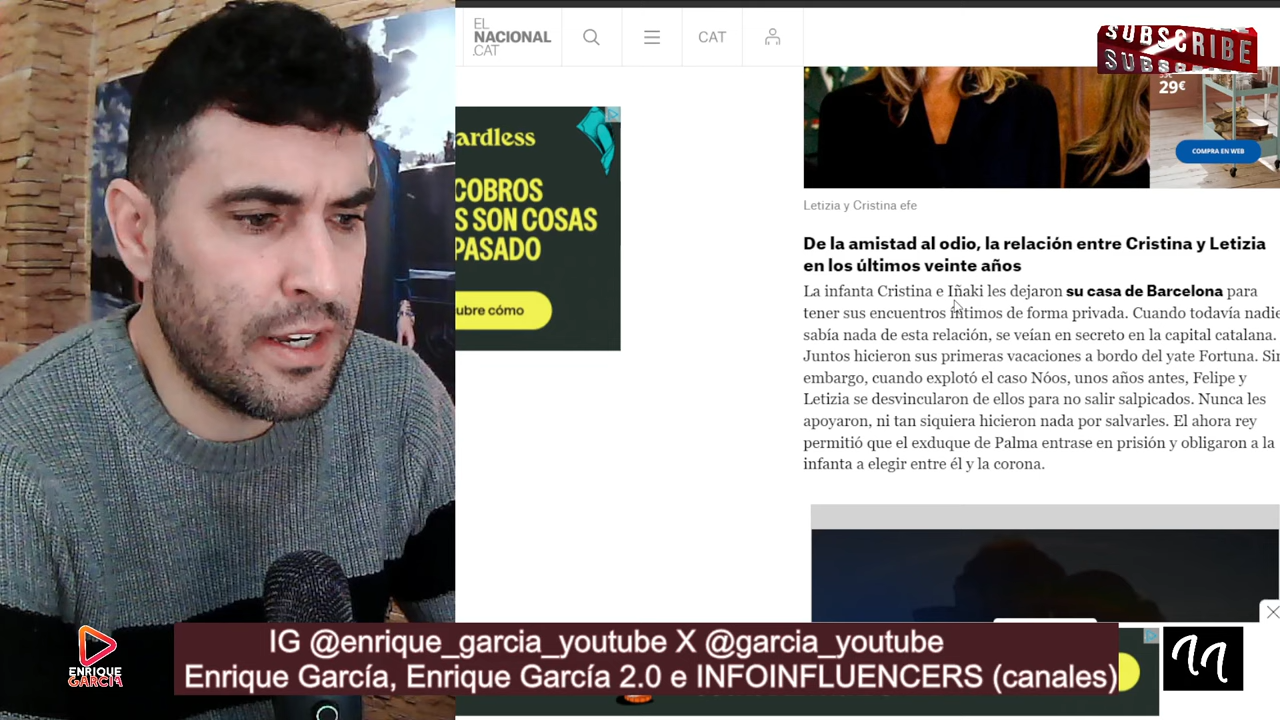 EL
NACIONAL
.CAT
CAT
SUBSCRIBE
29€
COMPRA EN WEB
ardless
COBROS
S SON COSAS
PASADO
ubre cómo
Letizia y Cristina efe
De la amistad al odio, la relación entre Cristina y Letizia
en los últimos veinte años
La infanta Cristina e Iñaki les dejaron su casa de Barcelona para
tener sus encuentros íntimos de forma privada. Cuando todavía nadie
sabía nada de esta relación, se veían en secreto en la capital catalana.
Juntos hicieron sus primeras vacaciones a bordo del yate Fortuna. Sin
embargo, cuando explotó el caso Nóos, unos años antes, Felipe y
Letizia se desvincularon de ellos para no salir salpicados. Nunca les
apoyaron, ni tan siquiera hicieron nada por salvarles. El ahora rey
permitió que el exduque de Palma entrase en prisión y obligaron a la
infanta a elegir entre él y la corona.
IG @enrique_garcia_youtube X @garcia_youtube
Enrique García, Enrique García 2.0 e INFOINFLUENCERS (canales)
ENRIQUE
GARCÍA